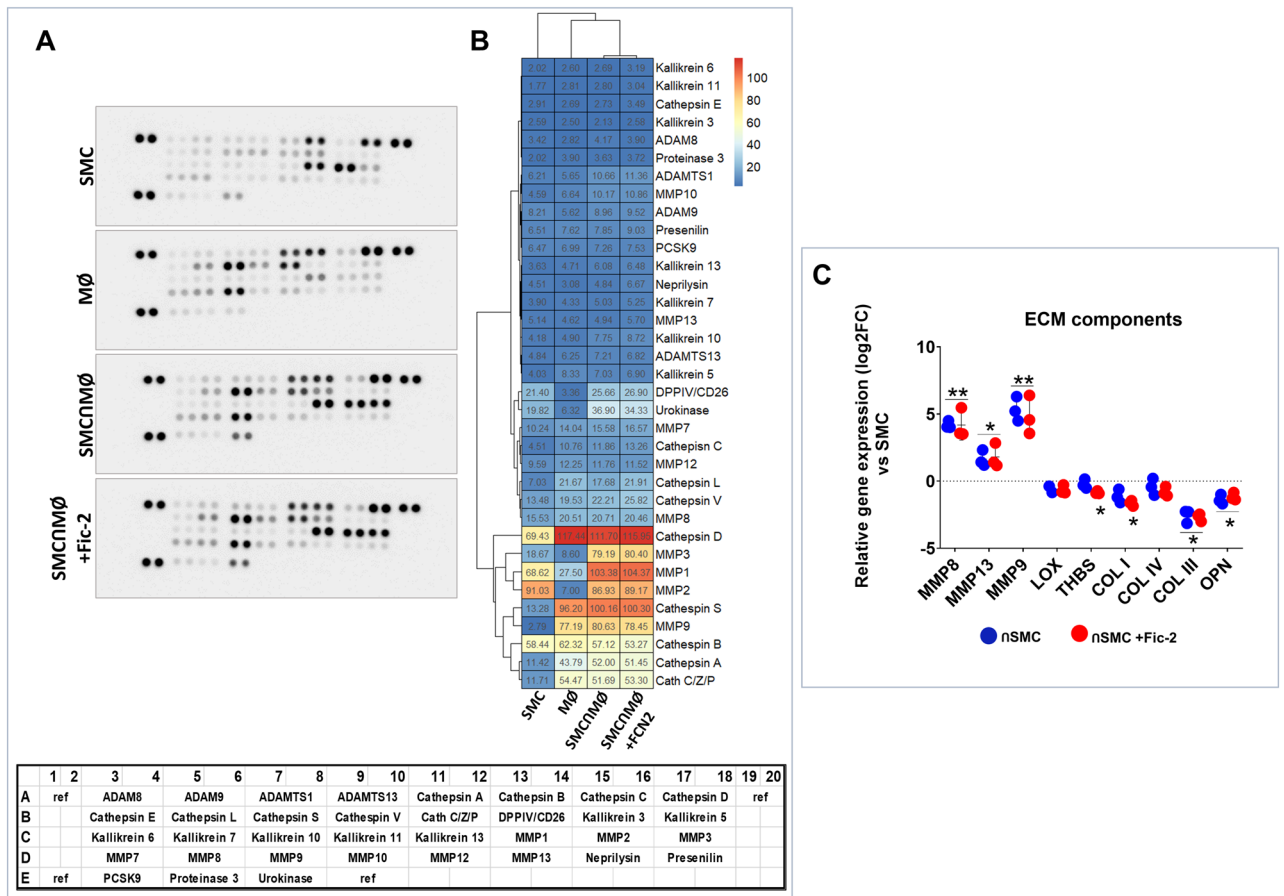 A
SMC
MØ
SMC∩MØ
SMC∩MØ
+Fic-2
B
100
80
60
40
20
2.02 2.60 2.69 3.19 Kallikrein 6
1.77 2.81 2.80 3.04 Kallikrein 11
2.91 2.69 2.73 3.49 Cathepsin E
2.59 2.50 2.13 2.58 Kallikrein 3
3.42 2.82 4.17 3.90 ADAM8
2.02 3.90 3.63 3.72 Proteinase 3
6.21 5.65 10.66 11.36 ADAMTS1
4.59 6.64 10.17 10.86 MMP10
8.21 5.62 8.96 9.52 ADAM9
6.51 7.62 7.85 9.03 Presenilin
6.47 6.99 7.26 7.53 PCSK9
3.63 4.71 6.08 6.48 Kallikrein 13
4.51 3.08 4.84 6.67 Neprilysin
3.90 4.33 5.03 5.25 Kallikrein 7
5.14 4.62 4.94 5.70 MMP13
4.18 4.90 7.75 8.72 Kallikrein 10
4.84 6.25 7.21 6.82 ADAMTS13
4.03 8.33 7.03 6.90 Kallikrein 5
21.40 3.36 25.66 26.90 DPPIV/CD26
19.82 6.32 36.90 34.33 Urokinase
10.24 14.04 15.58 16.57 MMP7
4.51 10.76 11.86 13.26 Cathepisn C
9.59 12.25 11.76 11.52 MMP12
7.03 21.67 17.68 21.91 Cathepsin L
13.48 19.53 22.21 25.82 Cathepsin V
15.53 20.51 20.71 20.46 MMP8
69.43 117.44 111.70 115.95 Cathepsin D
18.67 8.60 79.19 80.40 MMP3
68.62 27.50 103.38 104.37 MMP1
91.03 7.00 86.93 89.17 MMP2
13.28 96.20 100.16 100.30 Cathespin S
2.79 77.19 80.63 78.45 MMP9
58.44 62.32 57.12 53.27 Cathespin B
11.42 43.79 52.00 51.45 Cathepsin A
11.71 54.47 51.69 53.30 Cath C/Z/P
SMC
MØ
SMC∩MØ
SMC∩MØ
+FCN2
1 2 3 4 5 6 7 8 9 10 11 12 13 14 15 16 17 18 19 20
A ref ADAM8 ADAM9 ADAMTS1 ADAMTS13 Cathepsin A Cathepsin B Cathepsin C Cathepsin D ref
B Cathepsin E Cathepsin L Cathepsin S Cathespin V Cath C/Z/P DPPIV/CD26 Kallikrein 3 Kallikrein 5
C Kallikrein 6 Kallikrein 7 Kallikrein 10 Kallikrein 11 Kallikrein 13 MMP1 MMP2 MMP3
D MMP7 MMP8 MMP9 MMP10 MMP12 MMP13 Neprilysin Presenilin
E ref PCSK9 Proteinase 3 Urokinase ref
C
ECM components
Relative gene expression (log2FC)
vs SMC
10
5
0
-5
** * ** * * * *
MMP8
MMP13
MMP9
LOX
THBS
COL I
COL IV
COL III
OPN
∩SMC
∩SMC +Fic-2